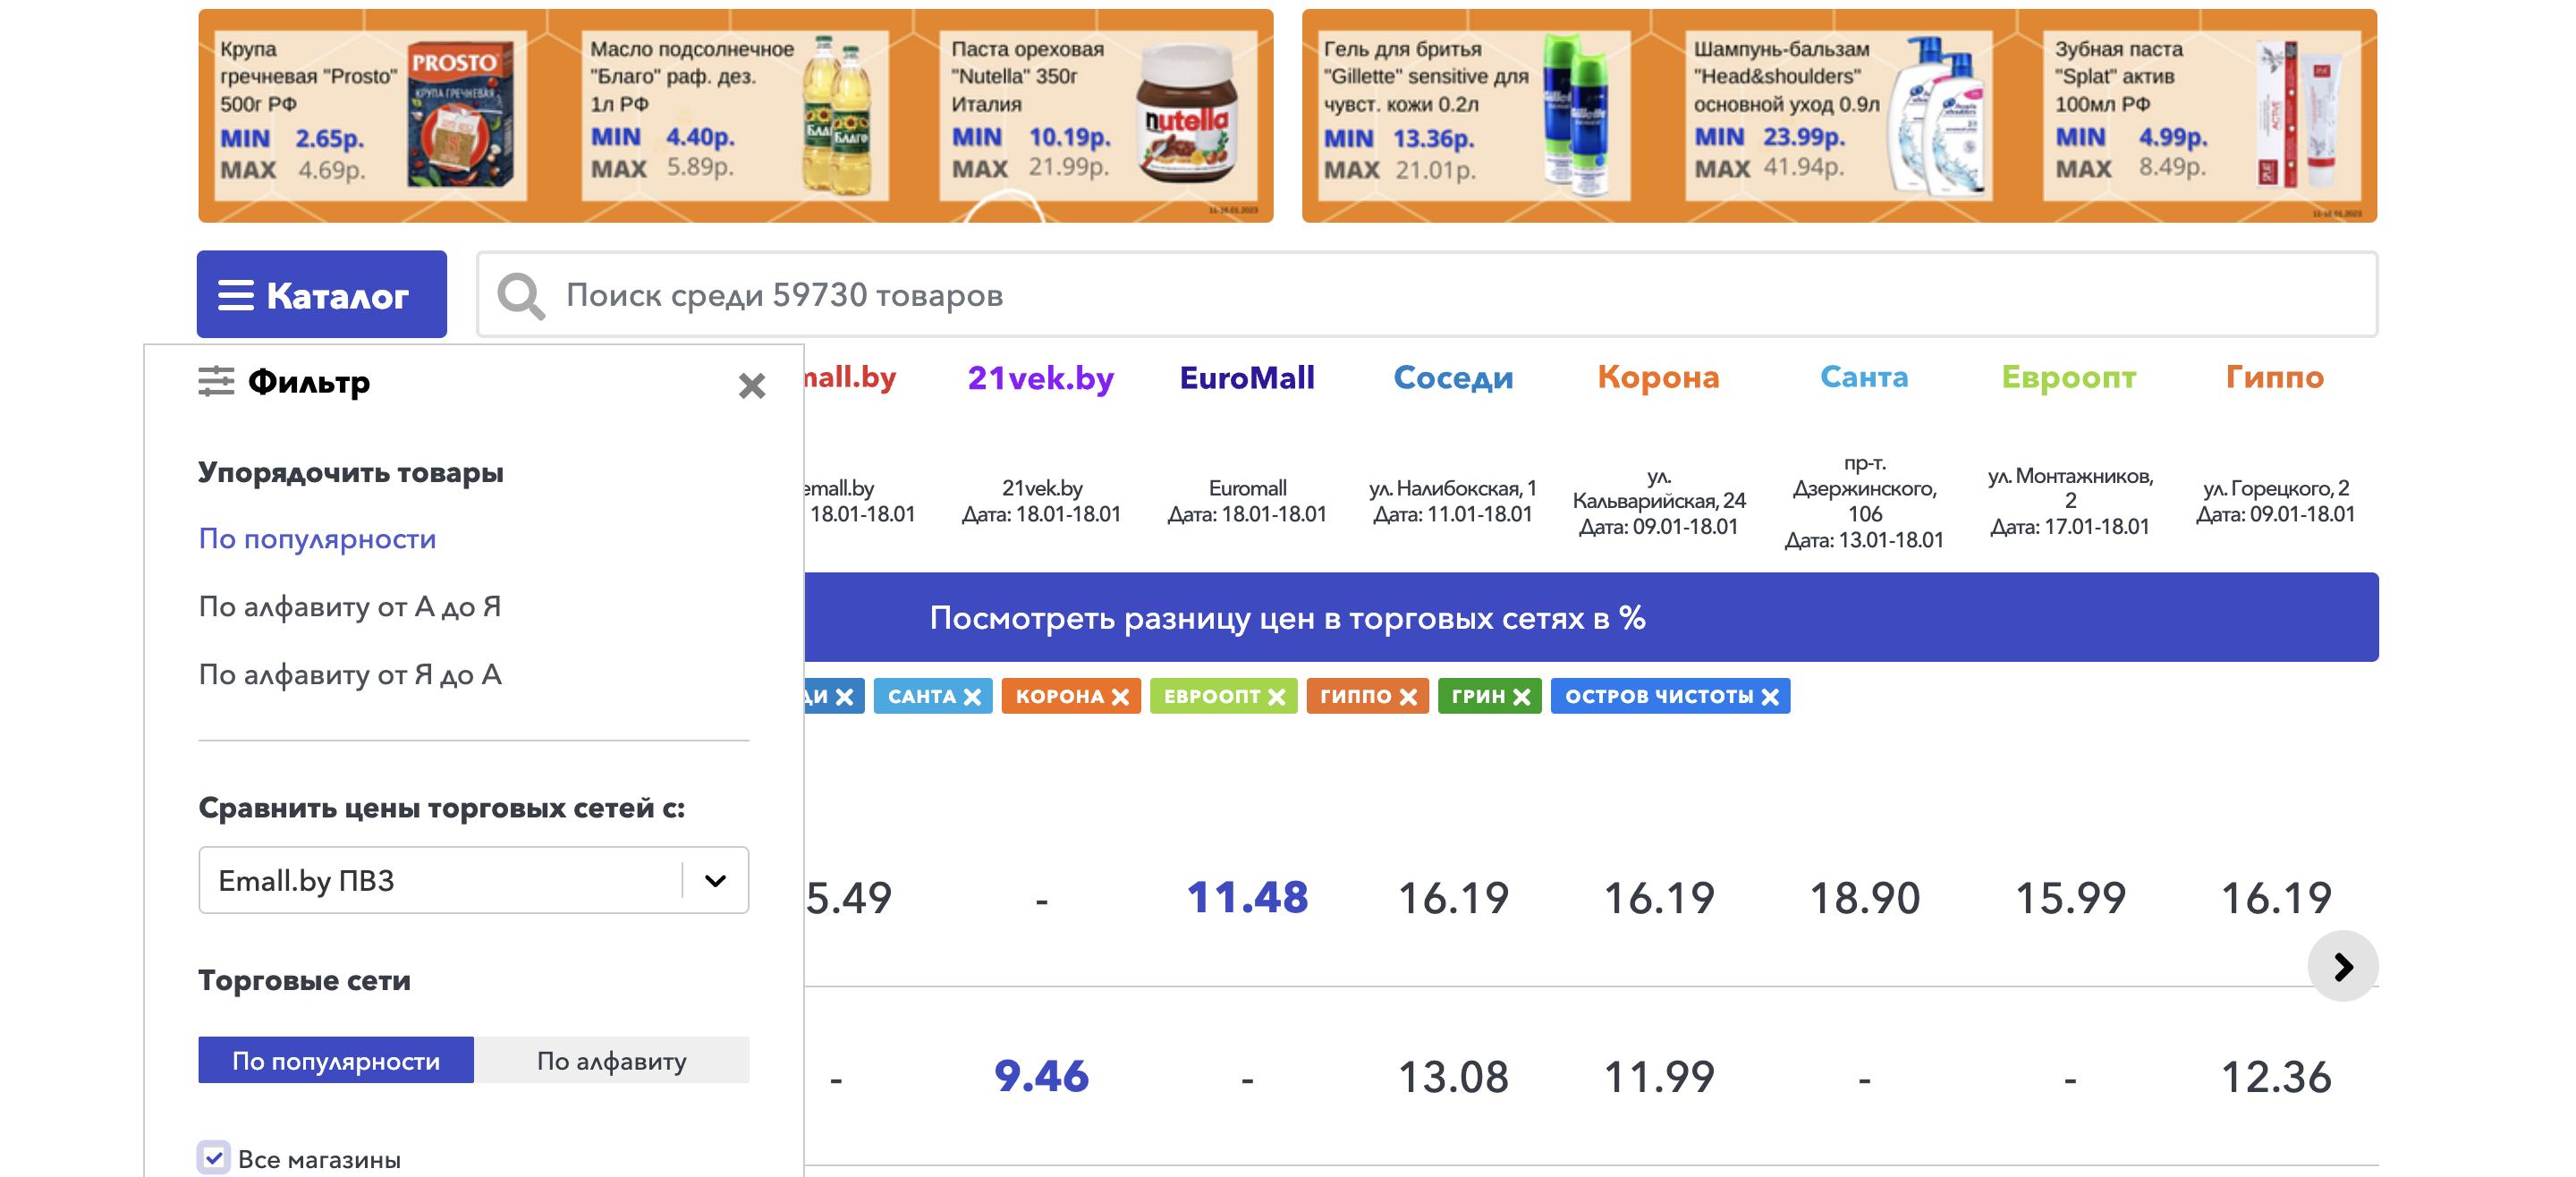 Крупа
гречневая "Prosto"
500г РФ
MIN 2.65р.
MAX 4.69р.
PROSTO
КРУПА ГРЕЧНЕВАЯ
Масло подсолнечное
"Благо" раф. дез.
1л РФ
MIN 4.40р.
MAX 5.89р.
БЛАГО
Паста ореховая
"Nutella" 350г
Италия
MIN 10.19р.
MAX 21.99р.
nutella
11-16.01.2023
Гель для бритья
"Gillette" sensitive для
чувст. кожи 0.2л
MIN 13.36р.
MAX 21.01р.
Шампунь-бальзам
"Head&shoulders"
основной уход 0.9л
MIN 23.99р.
MAX 41.94р.
Зубная паста
"Splat" актив
100мл РФ
MIN 4.99р.
MAX 8.49р.
11-16.01.2023
Каталог
Поиск среди 59730 товаров
Фильтр
Упорядочить товары
По популярности
По алфавиту от А до Я
По алфавиту от Я до А
Сравнить цены торговых сетей с:
Emall.by ПВЗ
Торговые сети
По популярности По алфавиту
Все магазины
mall.by 21vek.by EuroMall Соседи Корона Санта Евроопт Гиппо
emall.by
18.01-18.01
21vek.by
Дата: 18.01-18.01
Euromall
Дата: 18.01-18.01
ул. Налибокская, 1
Дата: 11.01-18.01
ул.
Кальварийская, 24
Дата: 09.01-18.01
пр-т.
Дзержинского,
106
Дата: 13.01-18.01
ул. Монтажников,
2
Дата: 17.01-18.01
ул. Горецкого, 2
Дата: 09.01-18.01
Посмотреть разницу цен в торговых сетях в %
ДИ САНТА КОРОНА ЕВРООПТ ГИППО ГРИН ОСТРОВ ЧИСТОТЫ
5.49 - 11.48 16.19 16.19 18.90 15.99 16.19
- 9.46 - 13.08 11.99 - - 12.36